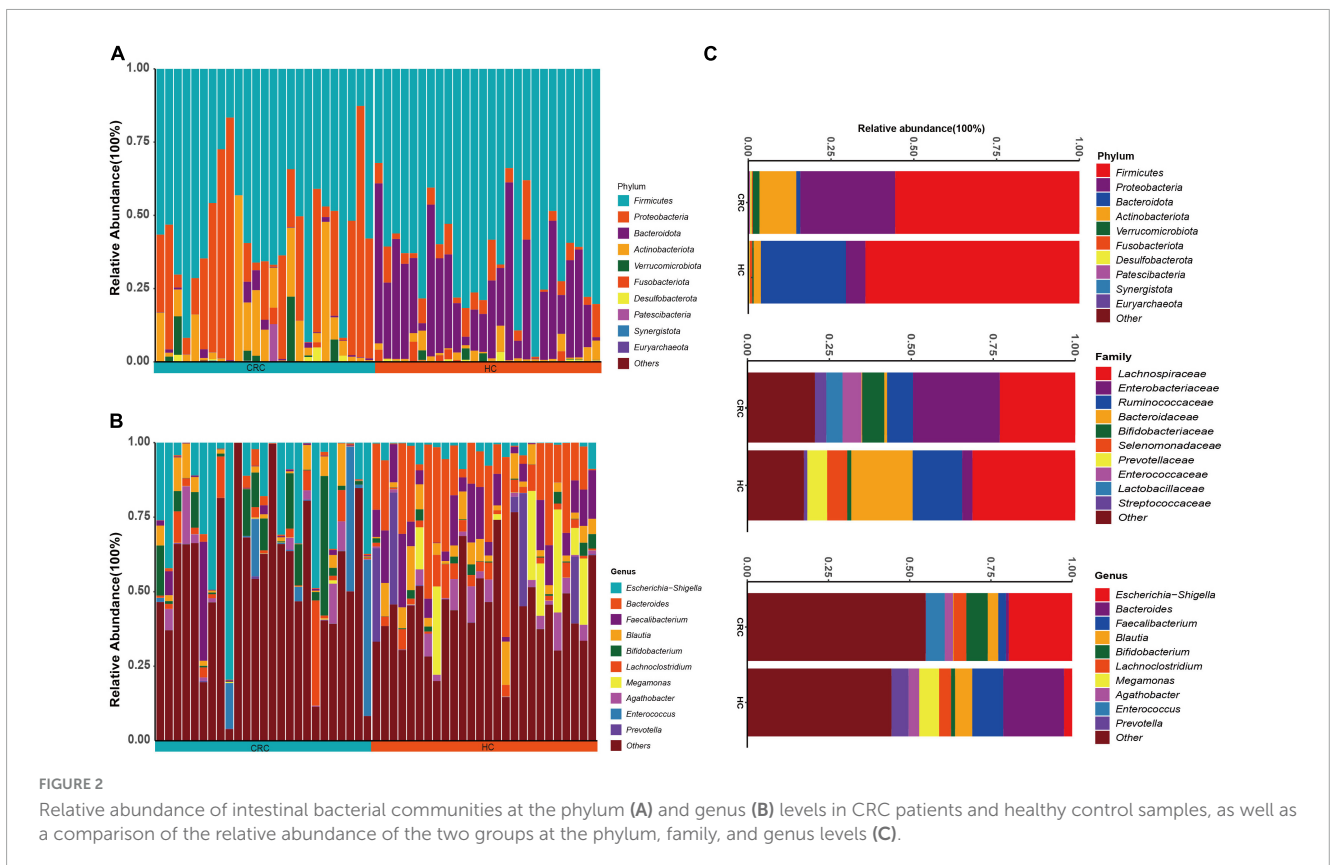 A
1.00
0.75
0.50
0.25
0.00
Relative Abundance(100%)
CRC
HC
Phylum
Firmicutes
Proteobacteria
Bacteroidota
Actinobacteriota
Verrucomicrobiota
Fusobacteriota
Desulfobacterota
Patescibacteria
Synergistota
Euryarchaeota
Others
B
1.00
0.75
0.50
0.25
0.00
Relative Abundance(100%)
CRC
HC
Genus
Escherichia−Shigella
Bacteroides
Faecalibacterium
Blautia
Bifidobacterium
Lachnoclostridium
Megamonas
Agathobacter
Enterococcus
Prevotella
Others
C
Relative abundance(100%)
0.00
0.25
0.50
0.75
1.00
CRC
HC
Phylum
Firmicutes
Proteobacteria
Bacteroidota
Actinobacteriota
Verrucomicrobiota
Fusobacteriota
Desulfobacterota
Patescibacteria
Synergistota
Euryarchaeota
Other
0.00
0.25
0.50
0.75
1.00
CRC
HC
Family
Lachnospiraceae
Enterobacteriaceae
Ruminococcaceae
Bacteroidaceae
Bifidobacteriaceae
Selenomonadaceae
Prevotellaceae
Enterococcaceae
Lactobacillaceae
Streptococcaceae
Other
0.00
0.25
0.50
0.75
1.00
CRC
HC
Genus
Escherichia−Shigella
Bacteroides
Faecalibacterium
Blautia
Bifidobacterium
Lachnoclostridium
Megamonas
Agathobacter
Enterococcus
Prevotella
Other
FIGURE 2
Relative abundance of intestinal bacterial communities at the phylum (A) and genus (B) levels in CRC patients and healthy control samples, as well as
a comparison of the relative abundance of the two groups at the phylum, family, and genus levels (C).